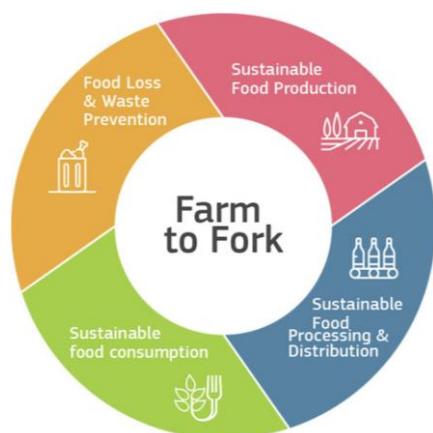 Farm
to Fork
Sustainable
Food Production
Sustainable
Food
Processing &
Distribution
Sustainable
food consumption
Food Loss
& Waste
Prevention